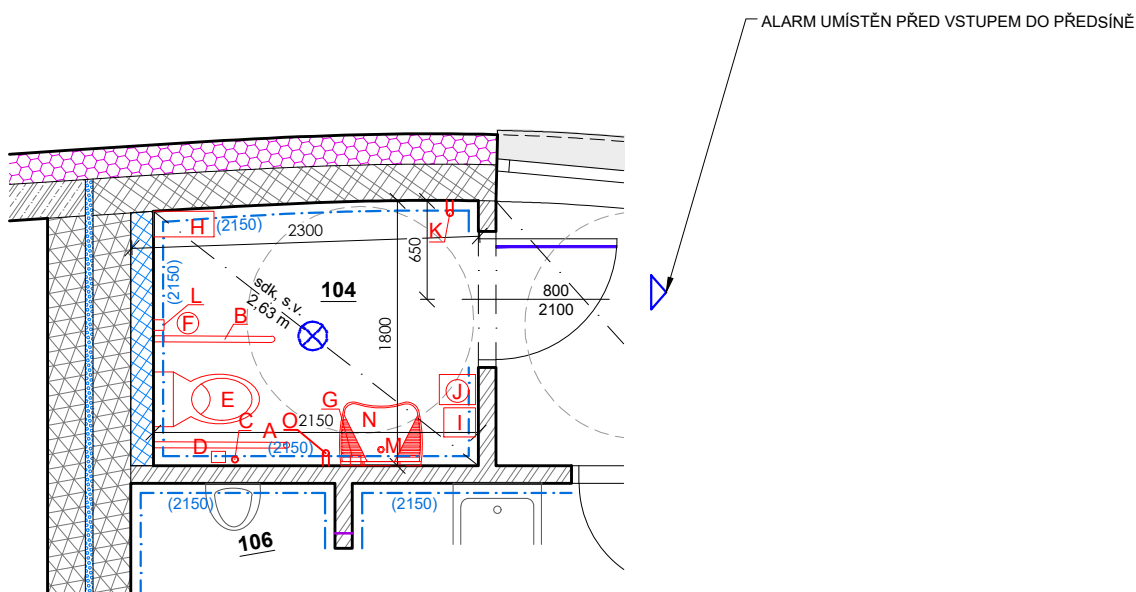 ALARM UMÍSTĚN PŘED VSTUPEM DO PŘEDSÍNĚ
H
(2150)
K
2300
650
(2150)
sdk, s.v.
2,63 m
104
800
2100
L
F
B
1800
E
J
G
N
I
C
O
2150
A
D
(2150)
M
(2150)
(2150)
106